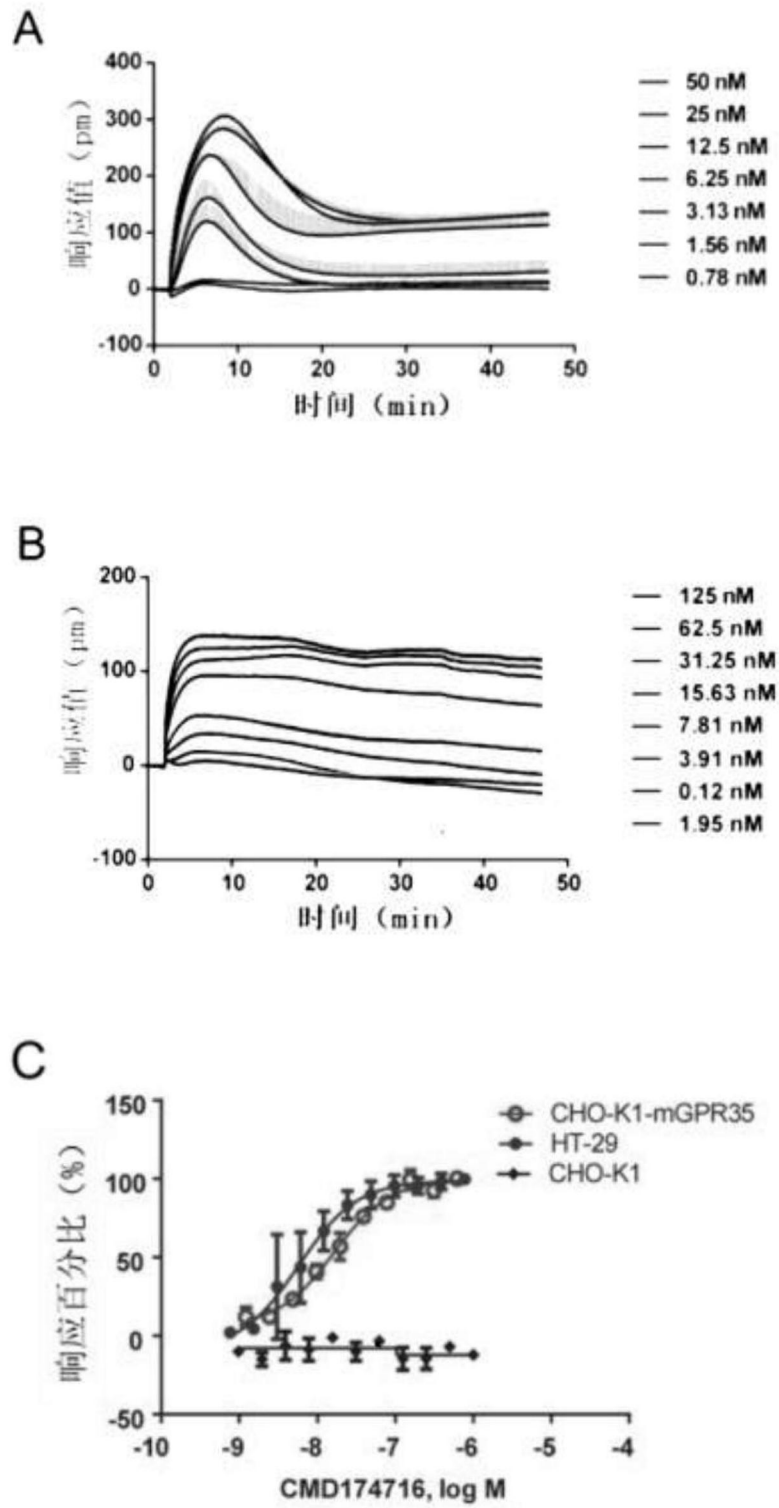 A
400
300
200
100
0
-100
响应值 (pm)
0 10 20 30 40 50
时间 (min)
50 nM
25 nM
12.5 nM
6.25 nM
3.13 nM
1.56 nM
0.78 nM
B
200
100
0
-100
响应值 (pm)
0 10 20 30 40 50
时间 (min)
125 nM
62.5 nM
31.25 nM
15.63 nM
7.81 nM
3.91 nM
0.12 nM
1.95 nM
C
150
100
50
0
-50
响应百分比 (%)
-10 -9 -8 -7 -6 -5 -4
CMD174716, log M
CHO-K1-mGPR35
HT-29
CHO-K1